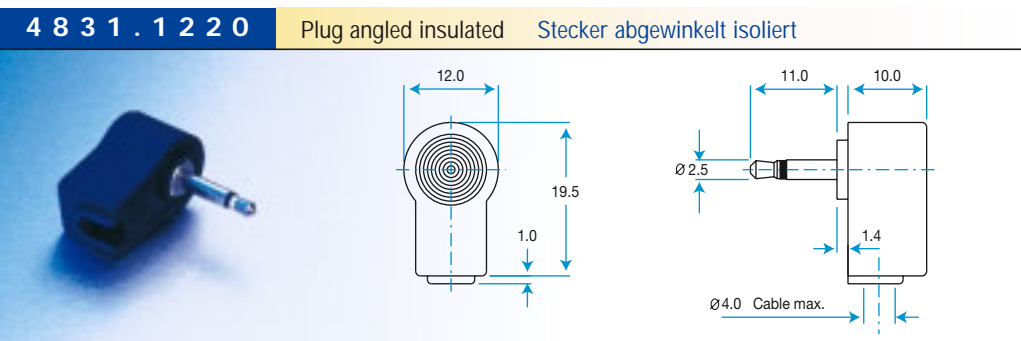 4831.1220 Plug angled insulated Stecker abgewinkelt isoliert
12.0
11.0 10.0
Ø 2.5
19.5
1.0
1.4
Ø 4.0 Cable max.